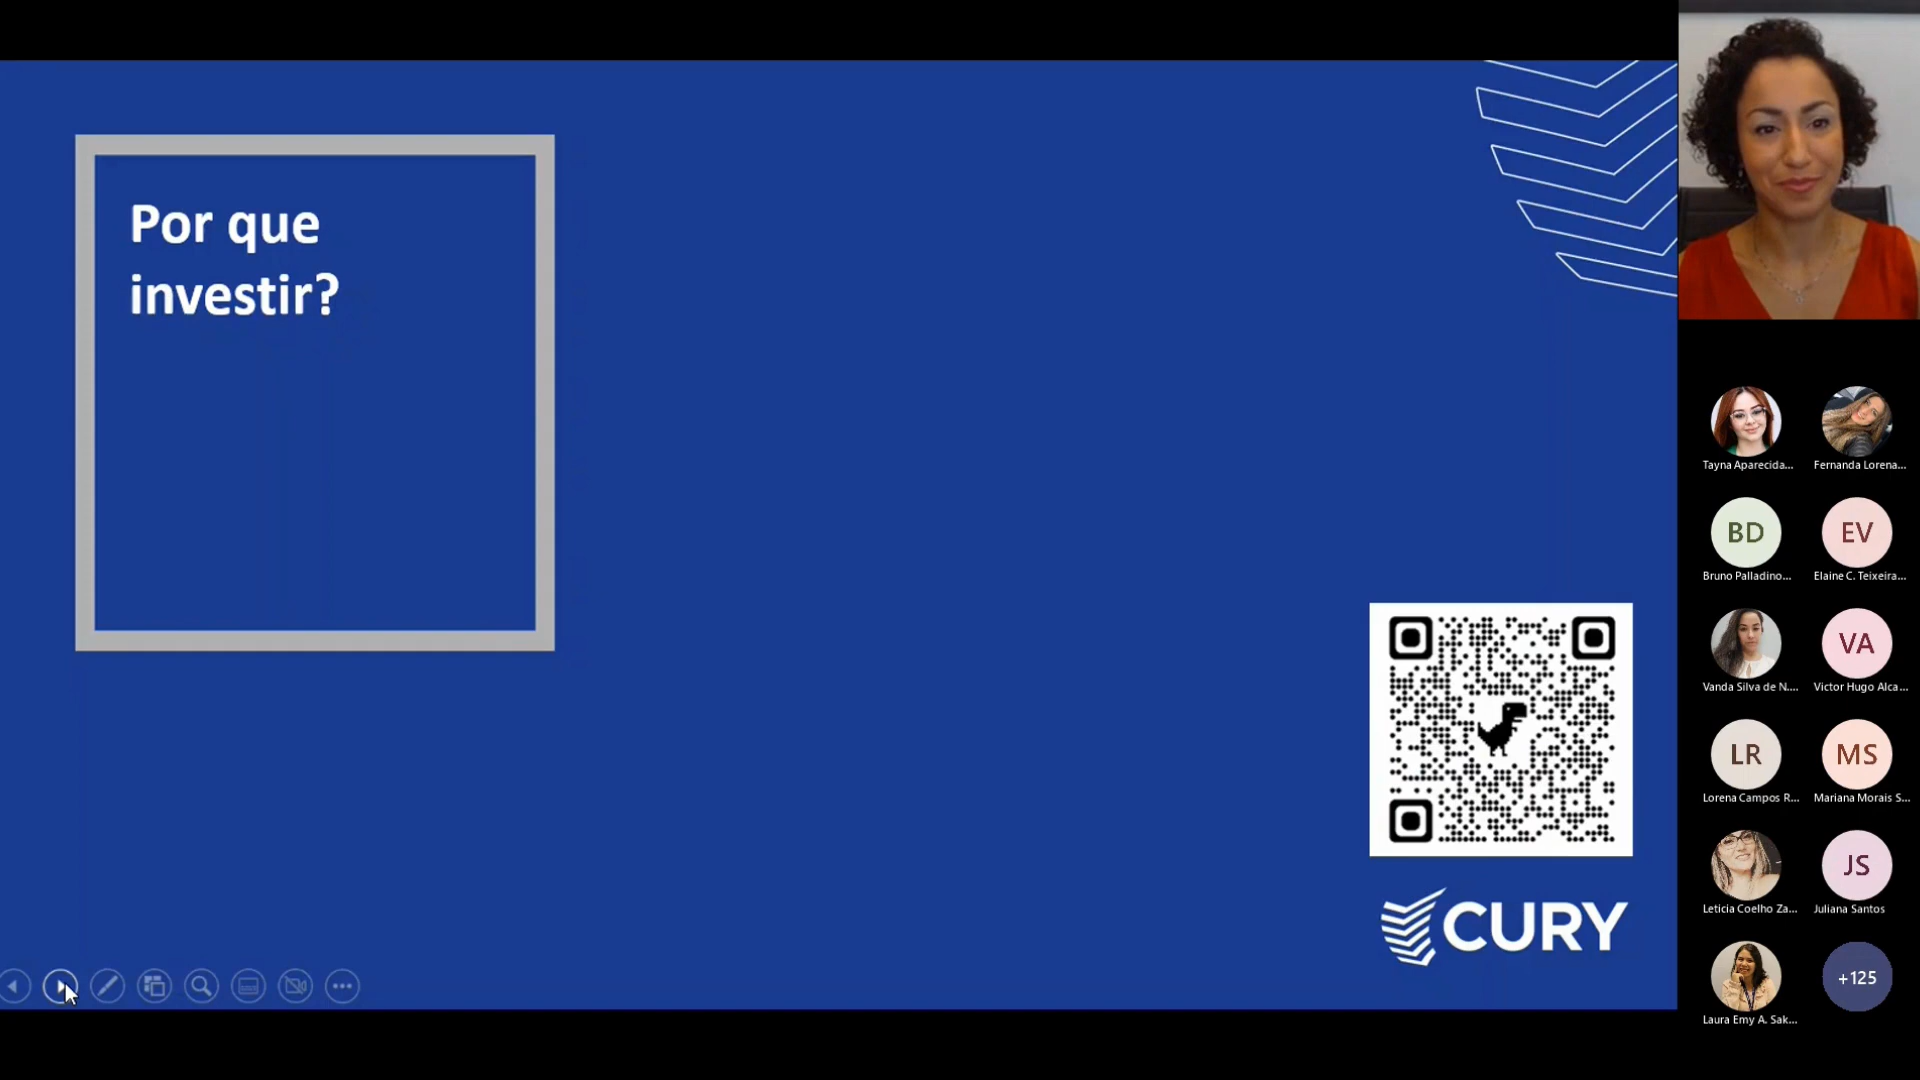 Por que
investir?
CURY
Tayna Aparecida...
Fernanda Lorena...
BD
EV
Bruno Palladino...
Elaine C. Teixeira...
VA
Vanda Silva de N....
Victor Hugo Alca...
LR
MS
Lorena Campos R...
Mariana Morais S...
JS
Leticia Coelho Za...
Juliana Santos
+125
Laura Emy A. Sak...